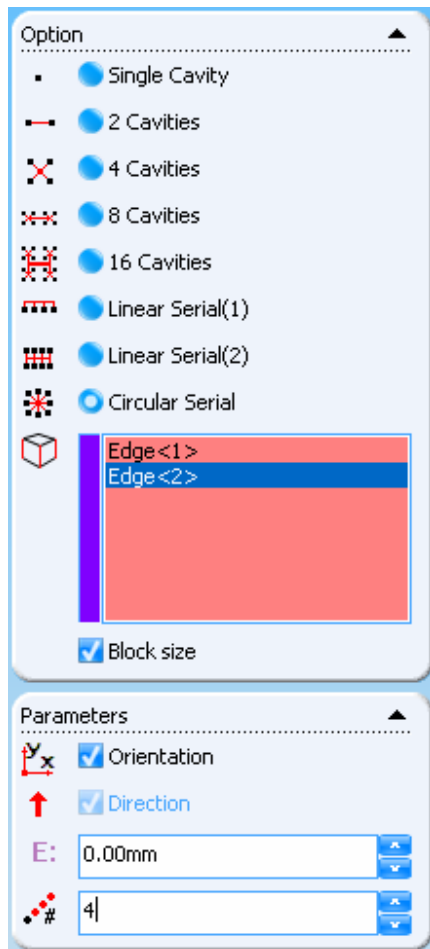 Option
Single Cavity
2 Cavities
4 Cavities
8 Cavities
16 Cavities
Linear Serial(1)
Linear Serial(2)
Circular Serial
Edge<1>
Edge<2>
Block size
Parameters
Y x Orientation
Direction
E: 0.00mm
# 4